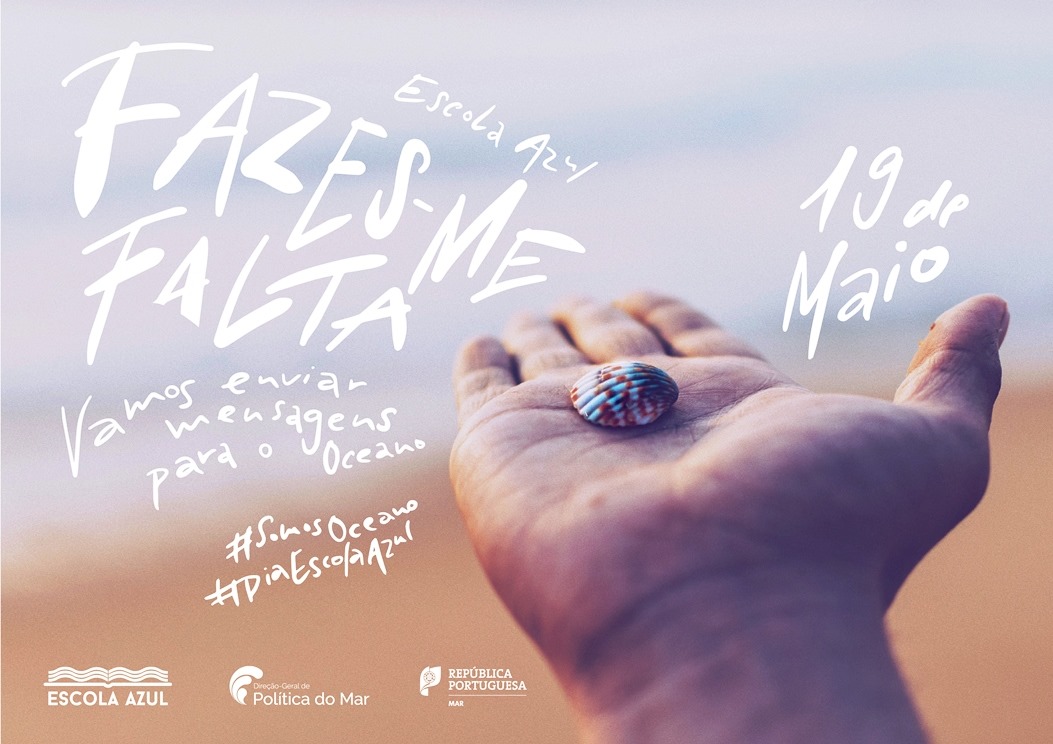 Escola Azul
FAZES-ME
FALTA
19 de
Maio
Vamos enviar
mensagens
para o Oceano
#SomosOceano
#DiaEscolaAzul
ESCOLA AZUL
Direção-Geral de
Política do Mar
REPÚBLICA
PORTUGUESA
MAR